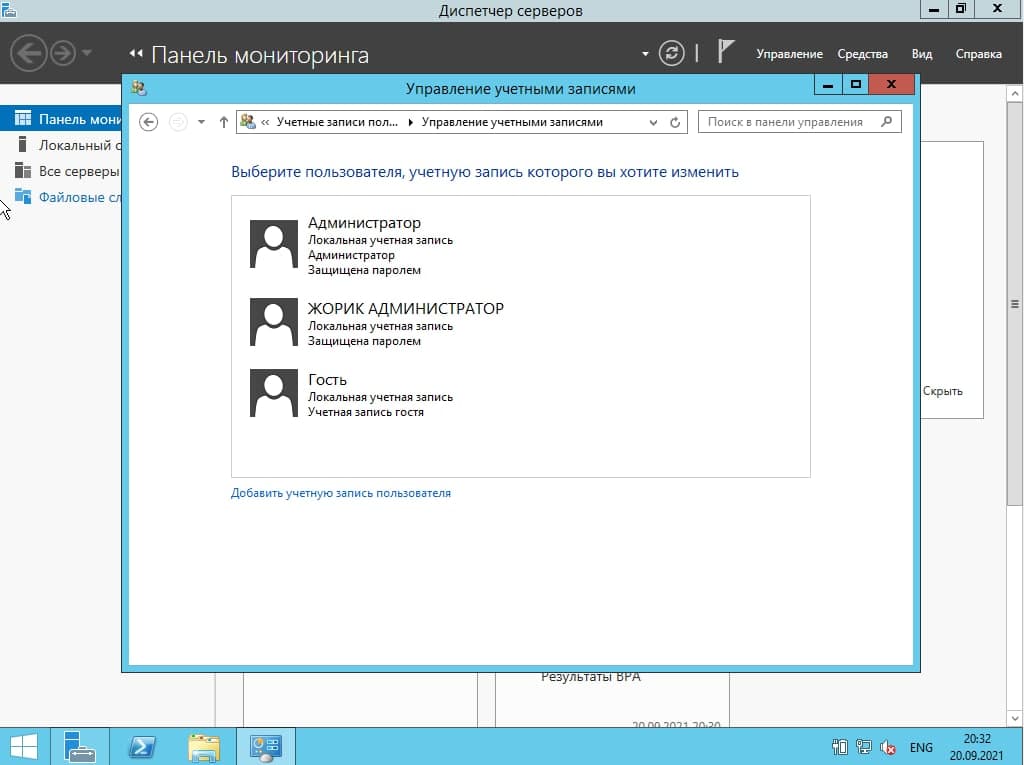 Диспетчер серверов
Панель мониторинга
Управление Средства Вид Справка
Управление учетными записями
Панель мони
Локальный с
Все серверы
Файловые сл
Учетные записи пол... Управление учетными записями
Поиск в панели управления
Выберите пользователя, учетную запись которого вы хотите изменить
Администратор
Локальная учетная запись
Администратор
Защищена паролем
ЖОРИК АДМИНИСТРАТОР
Локальная учетная запись
Защищена паролем
Гость
Локальная учетная запись
Учетная запись гостя
Добавить учетную запись пользователя
Скрыть
Результаты BPA
20.09.2021 20:30
ENG
20:32
20.09.2021